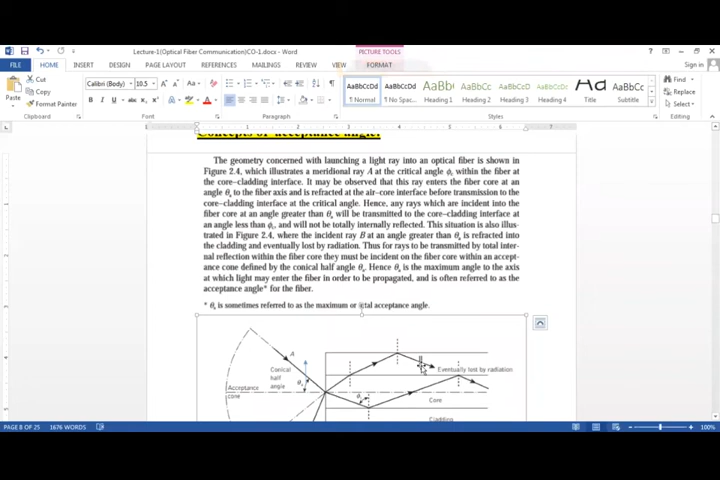 Lecture-1(Optical Fiber Communication)CO-1.docx - Word
PICTURE TOOLS
FILE HOME INSERT DESIGN PAGE LAYOUT REFERENCES MAILINGS REVIEW VIEW FORMAT
Sign in
Paste
Cut
Copy
Format Painter
Clipboard
Calibri (Body) 10.5
Font
Paragraph
AaBbCcDd AaBbCcDd AaBbC AaBbCc AaBbCcD AaBbCcDd AaBbCc
¶ Normal ¶ No Spac... Heading 1 Heading 2 Heading 4 Title Subtitle
Styles
Find
Replace
Select
Editing
Concepts of acceptance angle:
The geometry concerned with launching a light ray into an optical fiber is shown in
Figure 2.4, which illustrates a meridional ray A at the critical angle ϕc within the fiber at
the core–cladding interface. It may be observed that this ray enters the fiber core at an
angle θa to the fiber axis and is refracted at the air–core interface before transmission to the
core–cladding interface at the critical angle. Hence, any rays which are incident into the
fiber core at an angle greater than θa will be transmitted to the core–cladding interface at
an angle less than ϕc, and will not be totally internally reflected. This situation is also illus-
trated in Figure 2.4, where the incident ray B at an angle greater than θa is refracted into
the cladding and eventually lost by radiation. Thus for rays to be transmitted by total inter-
nal reflection within the fiber core they must be incident on the fiber core within an accept-
ance cone defined by the conical half angle θa. Hence θa is the maximum angle to the axis
at which light may enter the fiber in order to be propagated, and is often referred to as the
acceptance angle* for the fiber.
* θa is sometimes referred to as the maximum or total acceptance angle.
A
Conical
half
angle
θa
Acceptance
cone
ϕc
Eventually lost by radiation
Core
Cladding
PAGE 8 OF 25 1676 WORDS
100%